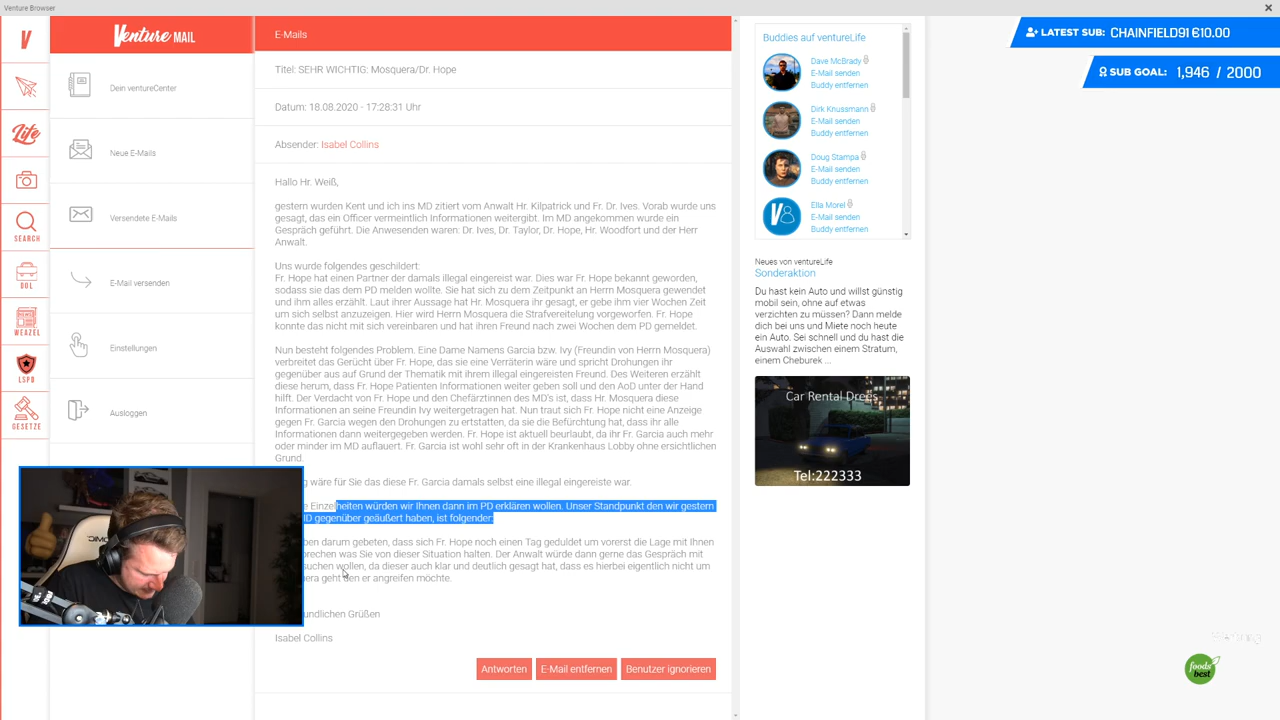 Venture Browser
Venture MAIL
E-Mails
Titel: SEHR WICHTIG: Mosquera/Dr. Hope
Datum: 18.08.2020 - 17:28:31 Uhr
Absender: Isabel Collins
Hallo Hr. Weiß,
gestern wurden Kent und ich ins MD zitiert vom Anwalt Hr. Kilpatrick und Fr. Dr. Ives. Vorab wurde uns
gesagt, das ein Officer vermeintlich Informationen weitergibt. Im MD angekommen wurde ein
Gespräch geführt. Die Anwesenden waren: Dr. Ives, Dr. Taylor, Dr. Hope, Hr. Woodfort und der Herr
Anwalt.
Uns wurde folgendes geschildert:
Fr. Hope hat einen Partner der damals illegal eingereist war. Dies war Fr. Hope bekannt geworden,
sodass sie das dem PD melden wollte. Sie hat sich zu dem Zeitpunkt an Herrn Mosquera gewendet
und ihm alles erzählt. Laut ihrer Aussage hat Hr. Mosquera ihr gesagt, er gebe ihm vier Wochen Zeit
um sich selbst anzuzeigen. Hier wird Herrn Mosquera die Strafvereitelung vorgeworfen. Fr. Hope
konnte das nicht mit sich vereinbaren und hat ihren Freund nach zwei Wochen dem PD gemeldet.
Nun besteht folgendes Problem. Eine Dame Namens Garcia bzw. Ivy (Freundin von Herrn Mosquera)
verbreitet das Gerücht über Fr. Hope, das sie eine Verräterin wäre und spricht Drohungen ihr
gegenüber aus auf Grund der Thematik mit ihrem illegal eingereisten Freund. Des Weiteren erzählt
diese herum, dass Fr. Hope Patienten Informationen weiter geben soll und den AoD unter der Hand
hilft. Der Verdacht von Fr. Hope und den Chefärztinnen des MD's ist, dass Hr. Mosquera diese
Informationen an seine Freundin Ivy weitergetragen hat. Nun traut sich Fr. Hope nicht eine Anzeige
gegen Fr. Garcia wegen den Drohungen zu ertstatten, da sie die Befürchtung hat, dass ihr alle
Informationen dann weitergegeben werden. Fr. Hope ist aktuell beurlaubt, da ihr Fr. Garcia auch mehr
oder minder im MD auflauert. Fr. Garcia ist wohl sehr oft in der Krankenhaus Lobby ohne ersichtlichen
Grund.
wäre für Sie das diese Fr. Garcia damals selbst eine illegal eingereiste war.
Einzelheiten würden wir Ihnen dann im PD erklären wollen. Unser Standpunkt den wir gestern
gegenüber geäußert haben, ist folgender:
darum gebeten, dass sich Fr. Hope noch einen Tag geduldet um vorerst die Lage mit Ihnen
was Sie von dieser Situation halten. Der Anwalt würde dann gerne das Gespräch mit
wollen, da dieser auch klar und deutlich gesagt hat, dass es hierbei eigentlich nicht um
geht den er angreifen möchte.
Grüßen
Isabel Collins
Antworten
E-Mail entfernen
Benutzer ignorieren
Dein ventureCenter
Neue E-Mails
Versendete E-Mails
E-Mail versenden
Einstellungen
Ausloggen
Life
SEARCH
DOL
WEAZEL
LSPD
GESETZE
Buddies auf ventureLife
Dave McBrady
E-Mail senden
Buddy entfernen
Dirk Knussmann
E-Mail senden
Buddy entfernen
Doug Stampa
E-Mail senden
Buddy entfernen
Ella Morel
E-Mail senden
Buddy entfernen
Neues von ventureLife
Sonderaktion
Du hast kein Auto und willst günstig
mobil sein, ohne auf etwas
verzichten zu müssen? Dann melde
dich bei uns und Miete noch heute
ein Auto. Sei schnell und du hast die
Auswahl zwischen einem Stratum,
einem Cheburek ...
Car Rental Drees
Tel:222333
LATEST SUB: CHAINFIELD91 €10.00
SUB GOAL: 1,946 / 2000
Werbung
foods
best